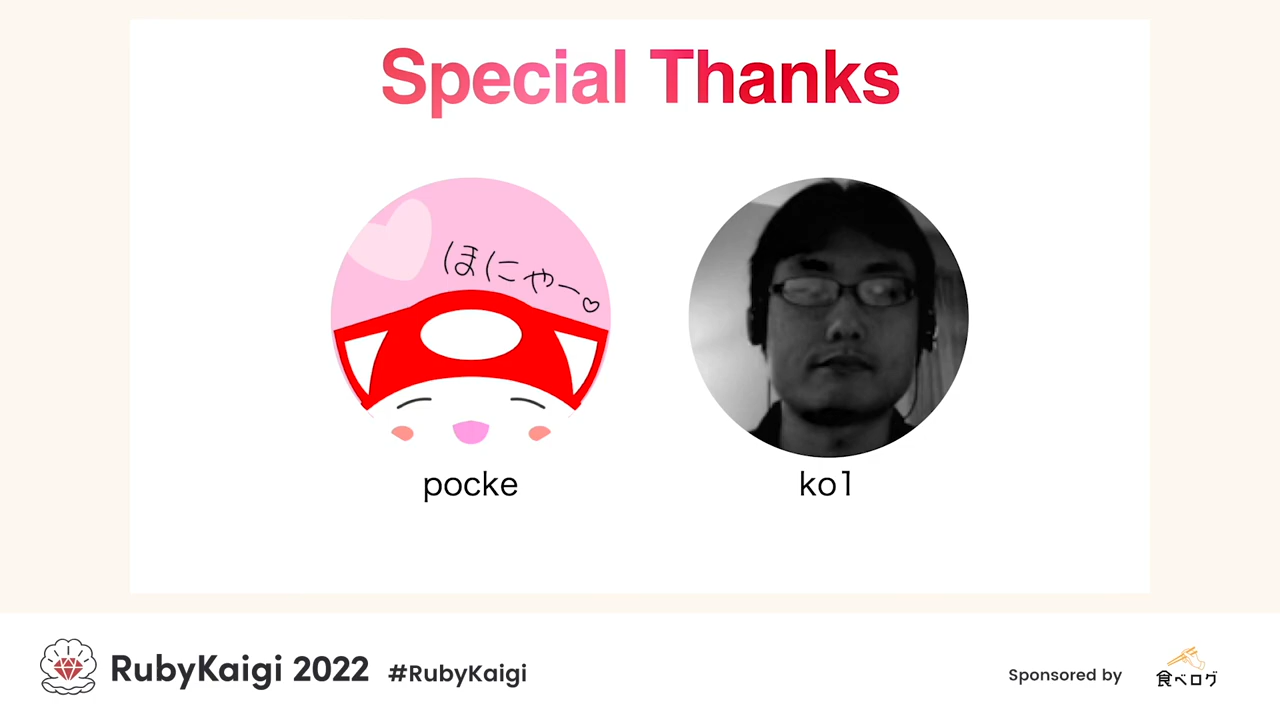 Special Thanks
ほにゃー♡
pocke
ko1
RubyKaigi 2022 #RubyKaigi
Sponsored by
食べログ